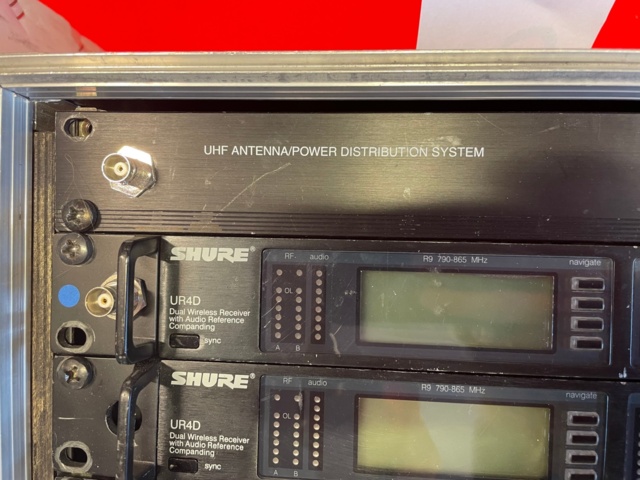 UHF ANTENNA/POWER DISTRIBUTION SYSTEM
SHURE®
RF audio
R9 790-865 MHz
navigate
OL
UR4D
Dual Wireless Receiver
with Audio Reference
Companding
sync
A B
SHURE®
RF audio
R9 790-865 MHz
navigate
OL
UR4D
Dual Wireless Receiver
with Audio Reference
Companding
sync
A B